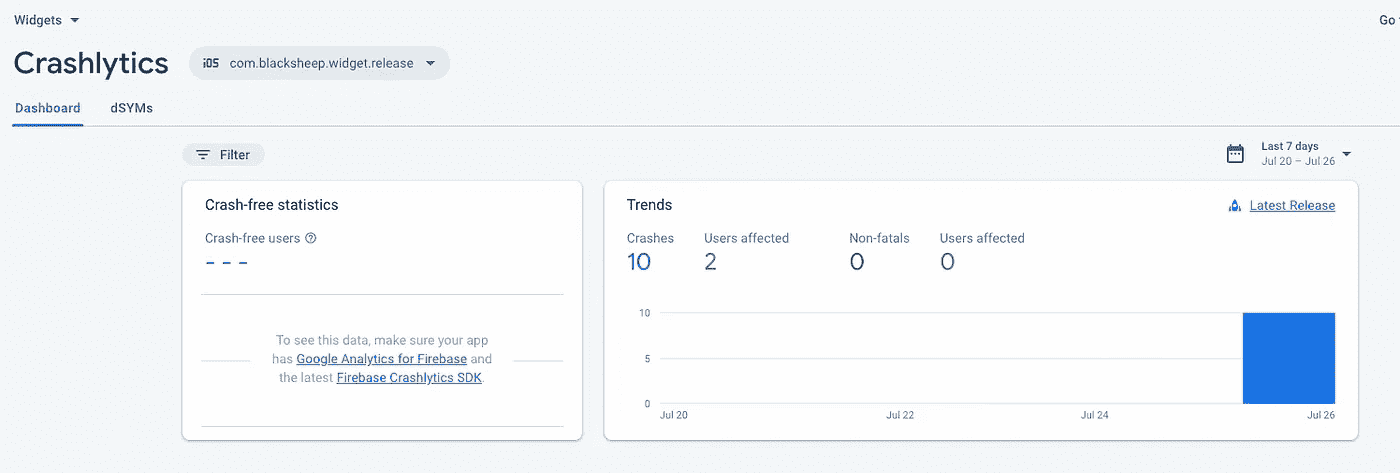 Widgets
Go
Crashlytics
iOS com.blacksheep.widget.release
Dashboard dSYMs
Filter
Last 7 days
Jul 20 – Jul 26
Crash-free statistics
Crash-free users
– – –
To see this data, make sure your app
has Google Analytics for Firebase and
the latest Firebase Crashlytics SDK.
Trends
Latest Release
Crashes Users affected Non-fatals Users affected
10 2 0 0
10
5
0
Jul 20 Jul 22 Jul 24 Jul 26